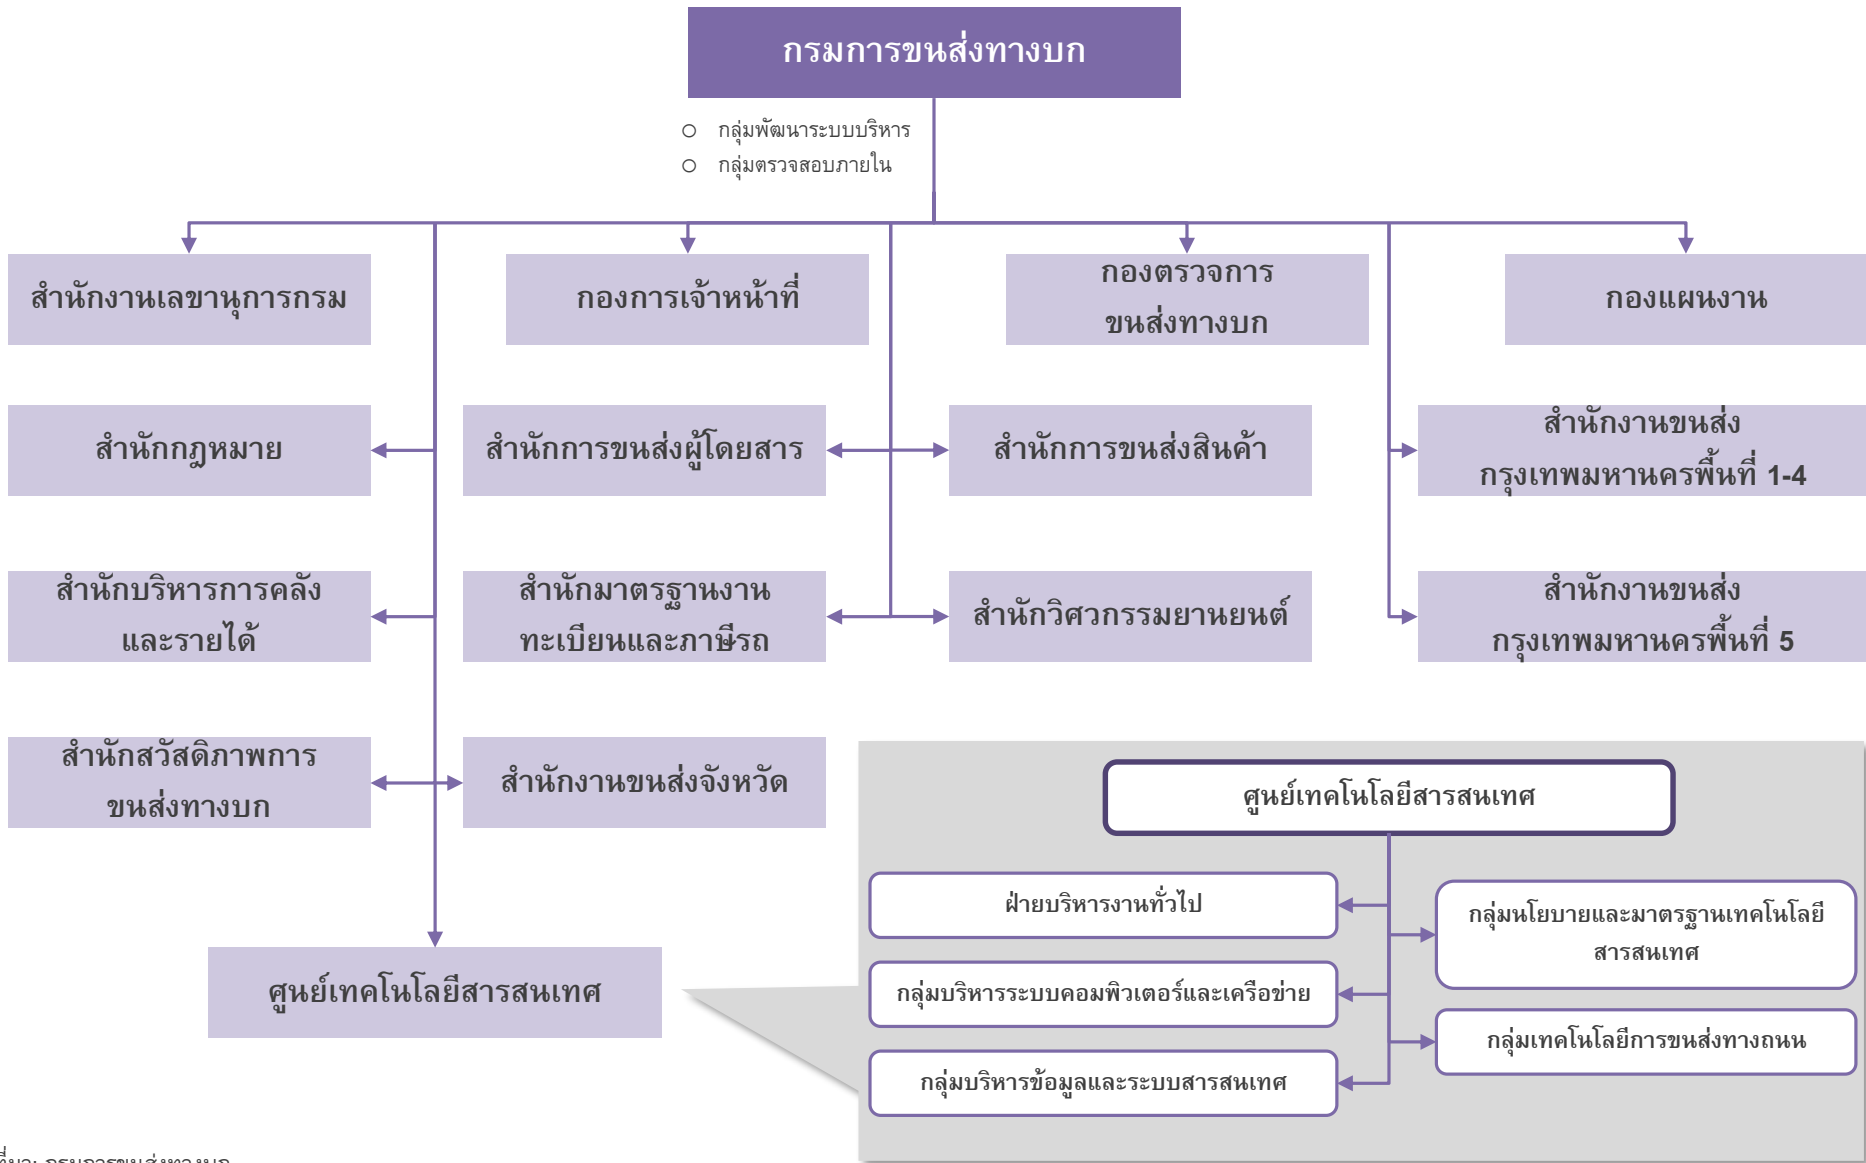 กรมการขนส่งทางบก
กลุ่มพัฒนาระบบบริหาร
กลุ่มตรวจสอบภายใน
สำนักงานเลขานุการกรม
กองการเจ้าหน้าที่
กองตรวจการ
ขนส่งทางบก
กองแผนงาน
สำนักกฎหมาย
สำนักการขนส่งผู้โดยสาร
สำนักการขนส่งสินค้า
สำนักงานขนส่ง
กรุงเทพมหานครพื้นที่ 1-4
สำนักบริหารการคลัง
และรายได้
สำนักมาตรฐานงาน
ทะเบียนและภาษีรถ
สำนักวิศวกรรมยานยนต์
สำนักงานขนส่ง
กรุงเทพมหานครพื้นที่ 5
สำนักสวัสดิภาพการ
ขนส่งทางบก
สำนักงานขนส่งจังหวัด
ศูนย์เทคโนโลยีสารสนเทศ
ศูนย์เทคโนโลยีสารสนเทศ
ฝ่ายบริหารงานทั่วไป
กลุ่มนโยบายและมาตรฐานเทคโนโลยี
สารสนเทศ
กลุ่มบริหารระบบคอมพิวเตอร์และเครือข่าย
กลุ่มเทคโนโลยีการขนส่งทางถนน
กลุ่มบริหารข้อมูลและระบบสารสนเทศ
ที่มา: กรมการขนส่งทางบก